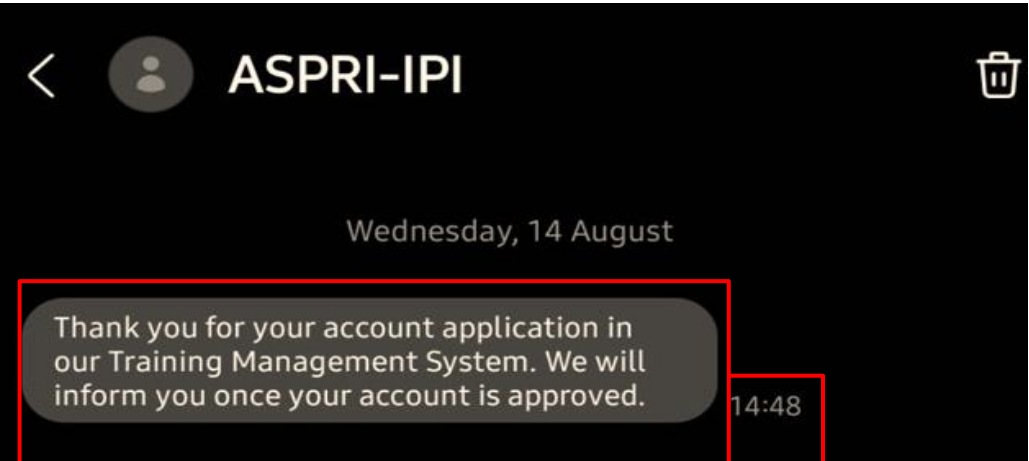 ASPRI-IPI
Wednesday, 14 August
Thank you for your account application in
our Training Management System. We will
inform you once your account is approved.
14:48